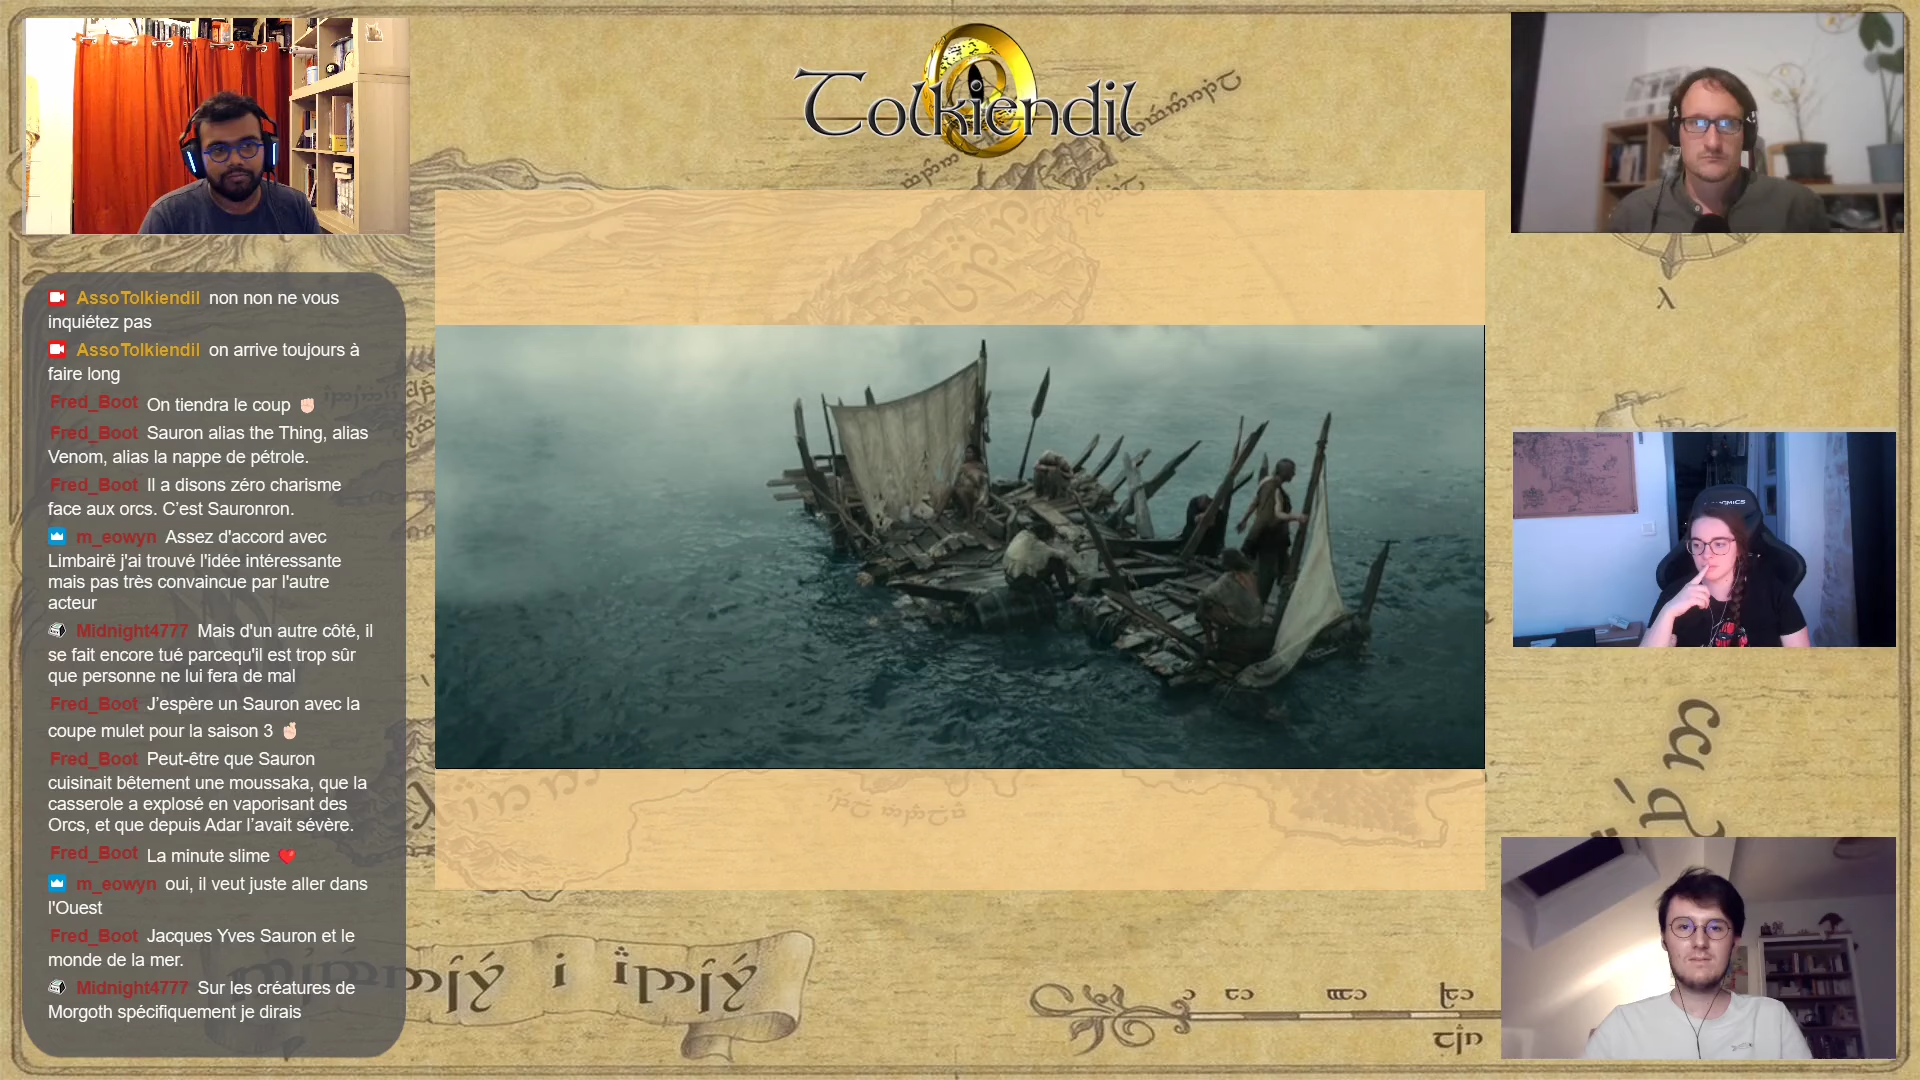 Tolkiendil
AssoTolkiendil non non ne vous
inquiétez pas
AssoTolkiendil on arrive toujours à
faire long
Fred_Boot On tiendra le coup ✊🏻
Fred_Boot Sauron alias the Thing, alias
Venom, alias la nappe de pétrole.
Fred_Boot Il a disons zéro charisme
face aux orcs. C’est Sauronron.
m_eowyn Assez d'accord avec
Limbairë j'ai trouvé l'idée intéressante
mais pas très convaincue par l'autre
acteur
Midnight4777 Mais d'un autre côté, il
se fait encore tué parcequ'il est trop sûr
que personne ne lui fera de mal
Fred_Boot J’espère un Sauron avec la
coupe mulet pour la saison 3 🤞🏻
Fred_Boot Peut-être que Sauron
cuisinait bêtement une moussaka, que la
casserole a explosé en vaporisant des
Orcs, et que depuis Adar l’avait sévère.
Fred_Boot La minute slime ❤️
m_eowyn oui, il veut juste aller dans
l'Ouest
Fred_Boot Jacques Yves Sauron et le
monde de la mer.
Midnight4777 Sur les créatures de
Morgoth spécifiquement je dirais